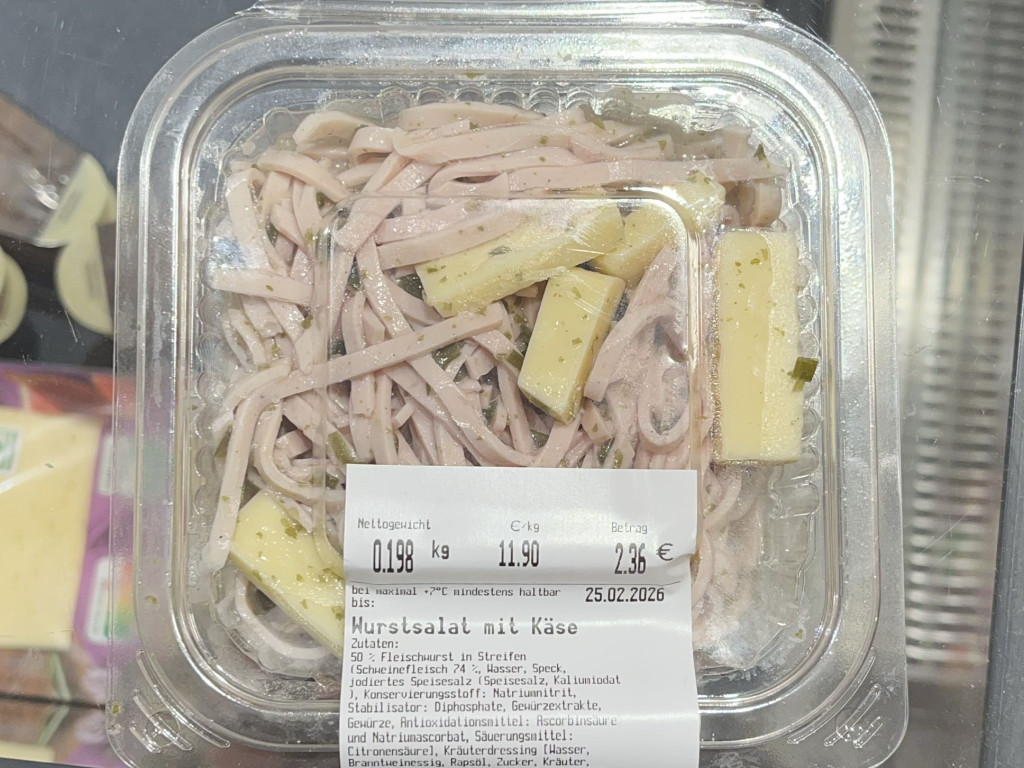 Nettogewicht €/kg Betrag
0.198 kg 11.90 2.36 €
bei maximal +7°C mindestens haltbar
bis: 25.02.2026
Wurstsalat mit Käse
Zutaten:
50 % Fleischwurst in Streifen
(Schweinefleisch 74 %, Wasser, Speck,
jodiertes Speisesalz (Speisesalz, Kaliumiodat
), Konservierungsstoff: Natriumnitrit,
Stabilisator: Diphosphate, Gewürzextrakte,
Gewürze, Antioxidationsmittel: Ascorbinsäure
und Natriumascorbat, Säuerungsmittel:
Citronensäure], Kräuterdressing [Wasser,
Branntweinessig, Rapsöl, Zucker, Kräuter,